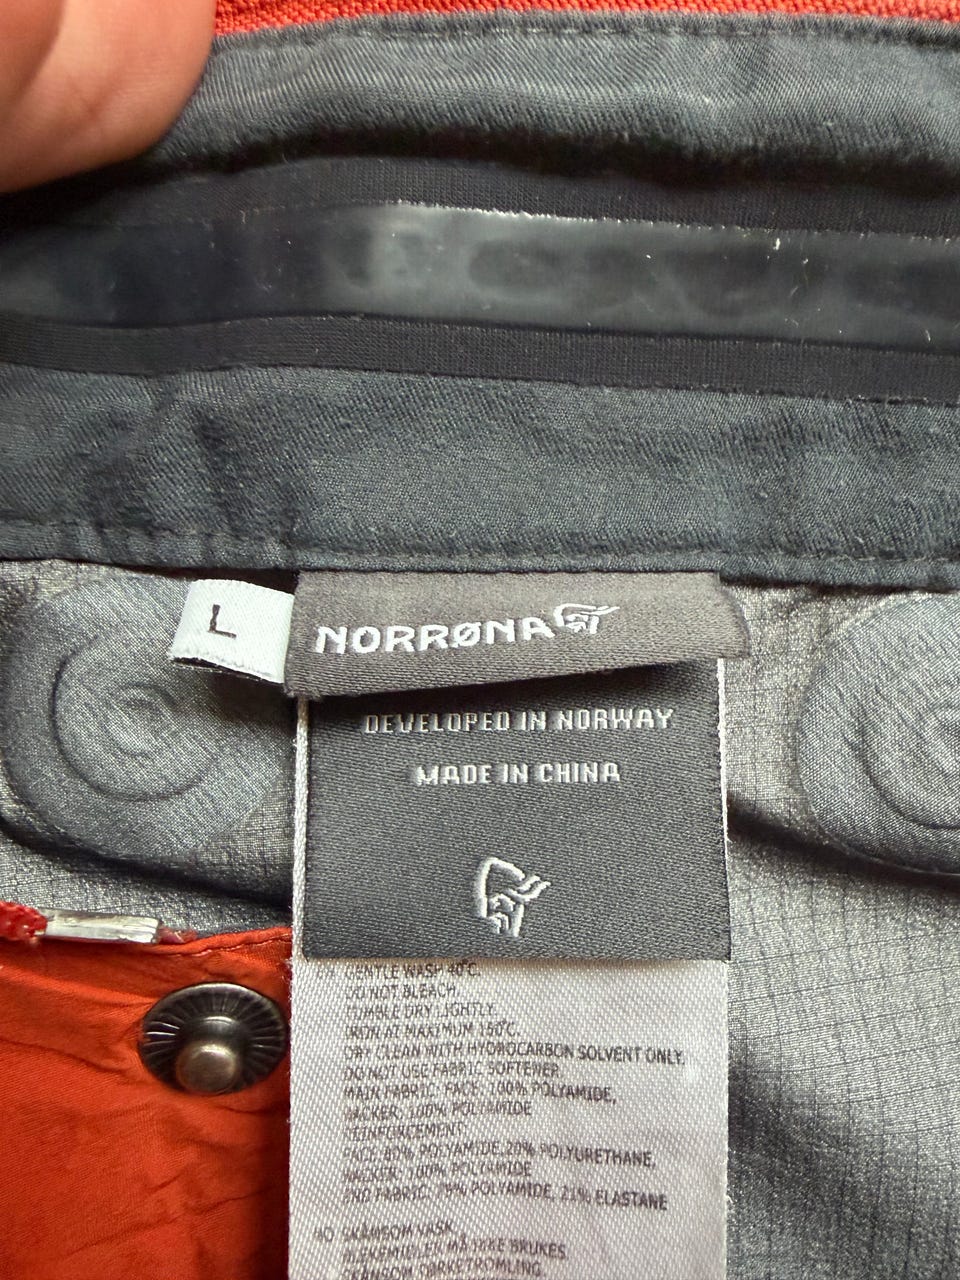 L
NORRØNA
DEVELOPED IN NORWAY
MADE IN CHINA
GENTLE WASH 40°C.
DO NOT BLEACH.
TUMBLE DRY LIGHTLY.
IRON AT MAXIMUM 150°C.
DRY CLEAN WITH HYDROCARBON SOLVENT ONLY.
DO NOT USE FABRIC SOFTENER.
MAIN FABRIC: FACE: 100% POLYAMIDE,
BACKER: 100% POLYAMIDE
REINFORCEMENT:
FACE 80% POLYAMIDE,20% POLYURETHANE,
BACKER: 100% POLYAMIDE
2ND FABRIC: 79% POLYAMIDE, 21% ELASTANE
NO SKÅNSOM VASK.
BLEKEMIDLER MÅ IKKE BRUKES.
SKÅNSOM TØRKETROMLING.